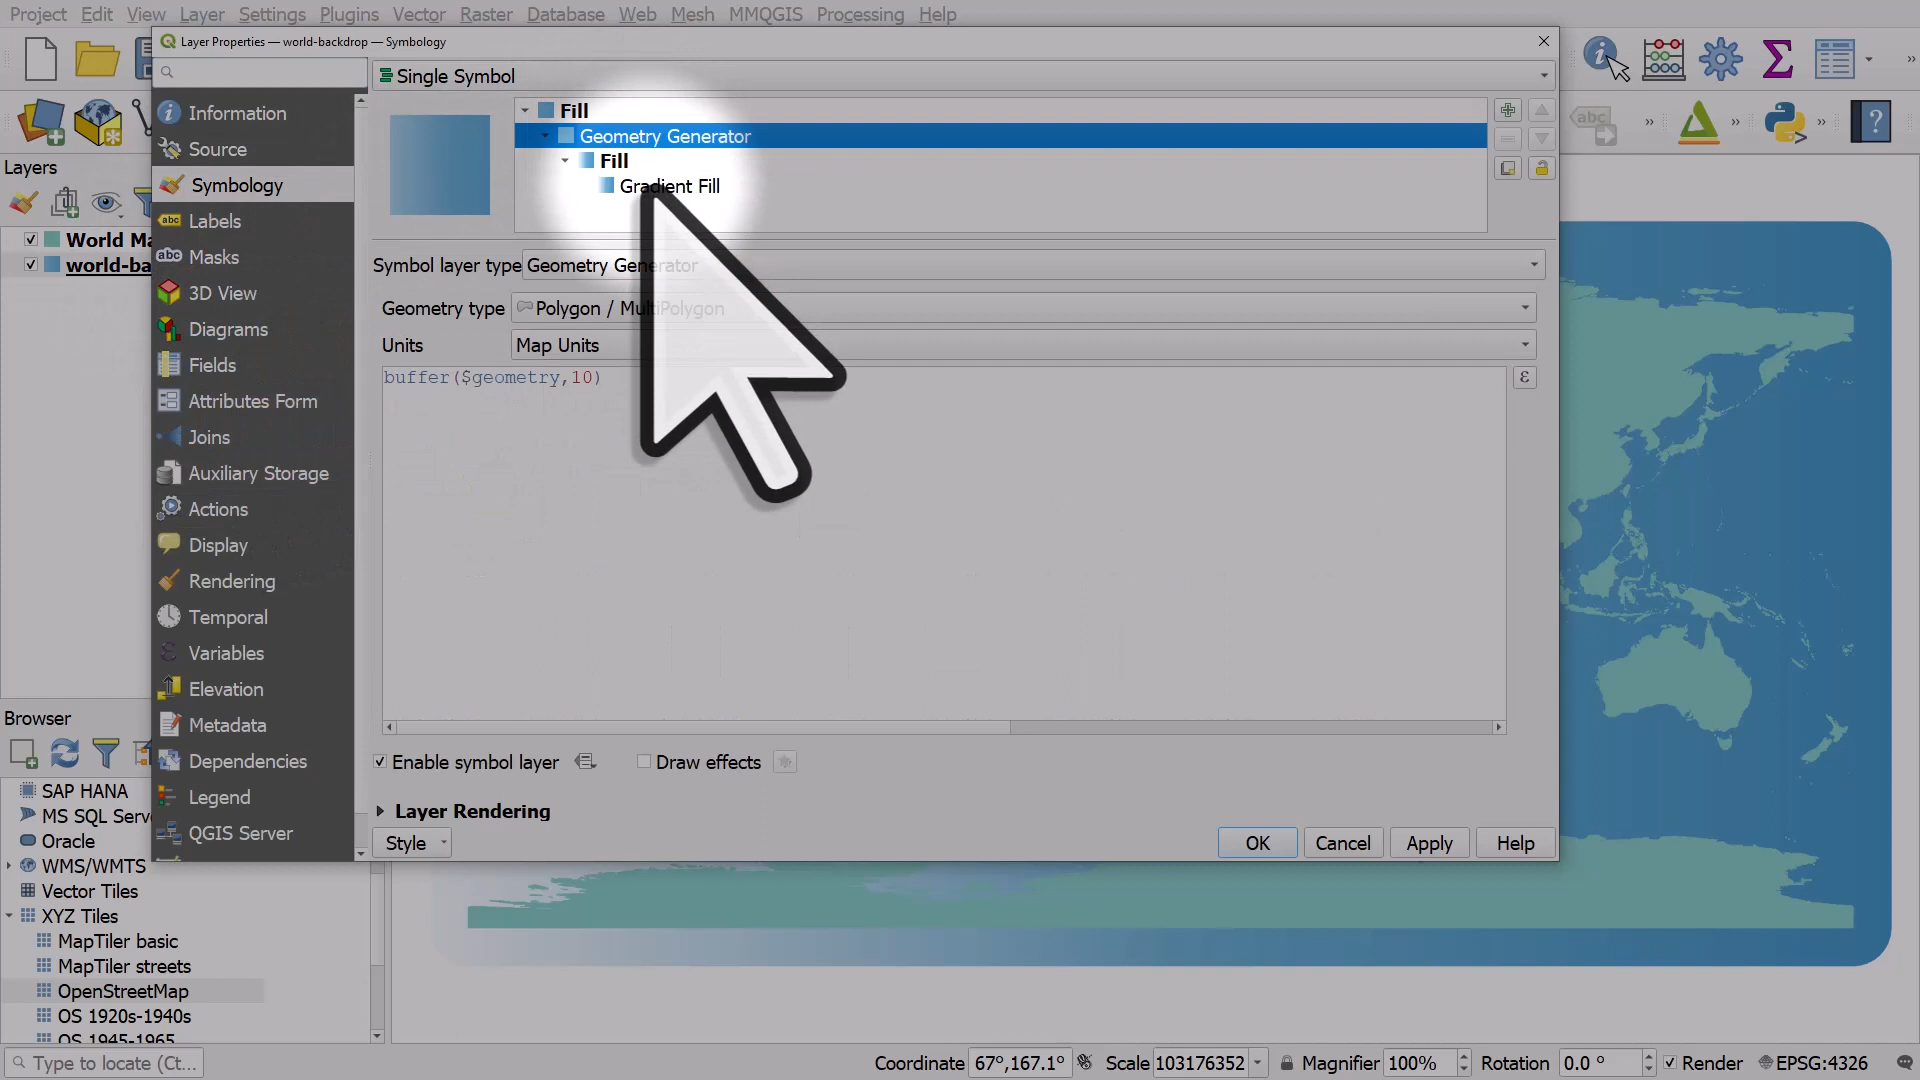 Project Edit View Layer Settings Plugins Vector Raster Database Web Mesh MMQGIS Processing Help
Layer Properties — world-backdrop — Symbology
Single Symbol
Information
Source
Symbology
Labels
Masks
3D View
Diagrams
Fields
Attributes Form
Joins
Auxiliary Storage
Actions
Display
Rendering
Temporal
Variables
Elevation
Metadata
Dependencies
Legend
QGIS Server
Fill
Geometry Generator
Fill
Gradient Fill
Symbol layer type Geometry Generator
Geometry type Polygon / MultiPolygon
Units Map Units
buffer($geometry,10)
ε
Enable symbol layer Draw effects
Layer Rendering
Style OK Cancel Apply Help
abc
Layers
World Ma
world-ba
Browser
SAP HANA
MS SQL Serve
Oracle
WMS/WMTS
Vector Tiles
XYZ Tiles
MapTiler basic
MapTiler streets
OpenStreetMap
OS 1920s-1940s
OS 1945-1965
Type to locate (Ct... Coordinate 67°,167.1° Scale 103176352 Magnifier 100% Rotation 0.0 ° Render EPSG:4326